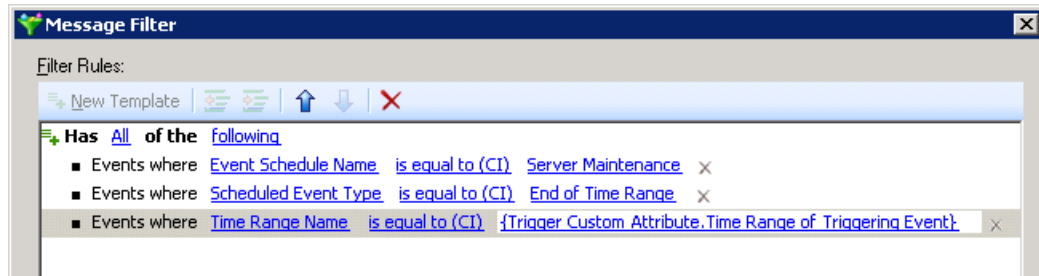 Message Filter
Filter Rules:
New Template
Has All of the following
Events where Event Schedule Name is equal to (CI) Server Maintenance
Events where Scheduled Event Type is equal to (CI) End of Time Range
Events where Time Range Name is equal to (CI) {Trigger Custom Attribute.Time Range of Triggering Event}